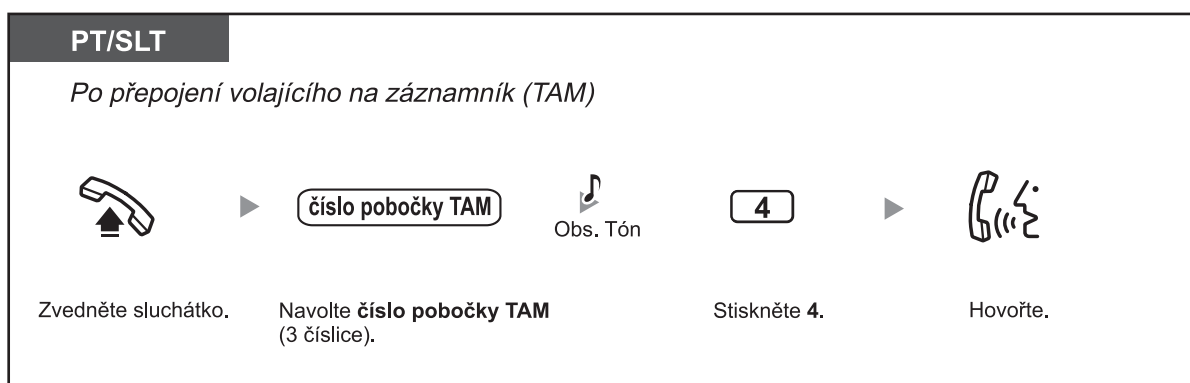 PT/SLT
Po přepojení volajícího na záznamník (TAM)
číslo pobočky TAM
Obs. Tón
4
Zvedněte sluchátko.
Navolte číslo pobočky TAM
(3 číslice).
Stiskněte 4.
Hovořte.